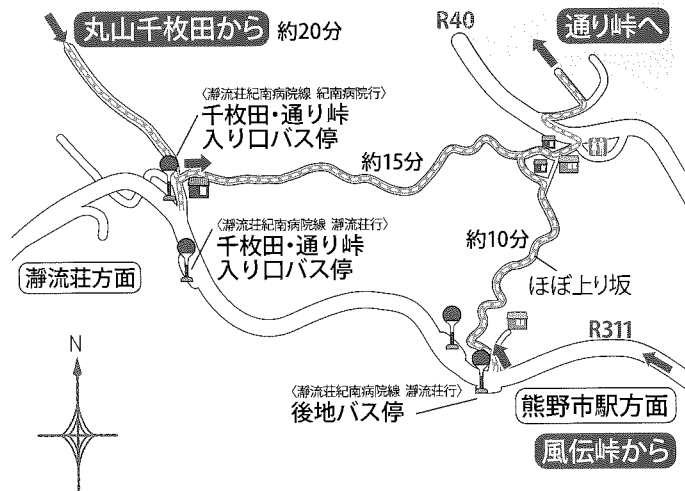 丸山千枚田から 約20分
R40
通り峠へ
〈瀞流荘紀南病院線 紀南病院行〉
千枚田・通り峠
入り口バス停
約15分
〈瀞流荘紀南病院線 瀞流荘行〉
千枚田・通り峠
入り口バス停
約10分
瀞流荘方面
ほぼ上り坂
R311
N
〈瀞流荘紀南病院線 瀞流荘行〉
後地バス停
熊野市駅方面
風伝峠から